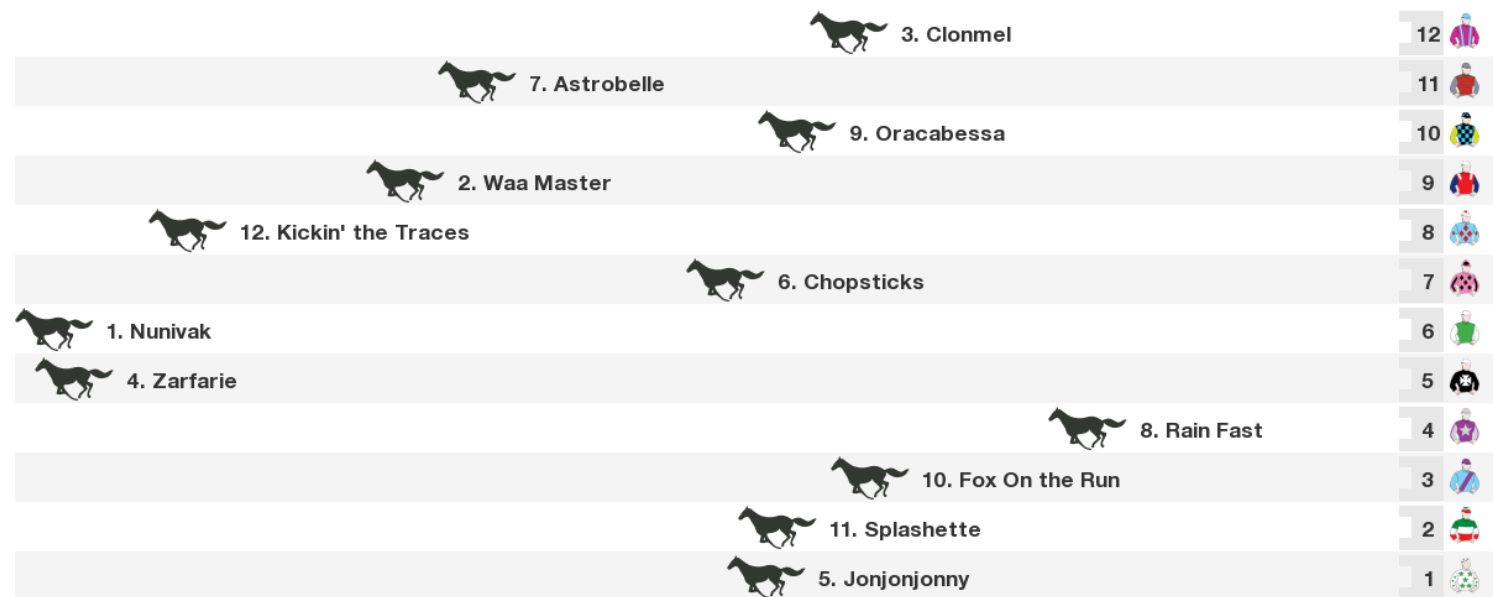 3. Clonmel 12
7. Astrobelle 11
9. Oracabessa 10
2. Waa Master 9
12. Kickin' the Traces 8
6. Chopsticks 7
1. Nunivak 6
4. Zarfarie 5
8. Rain Fast 4
10. Fox On the Run 3
11. Splashette 2
5. Jonjonjonny 1